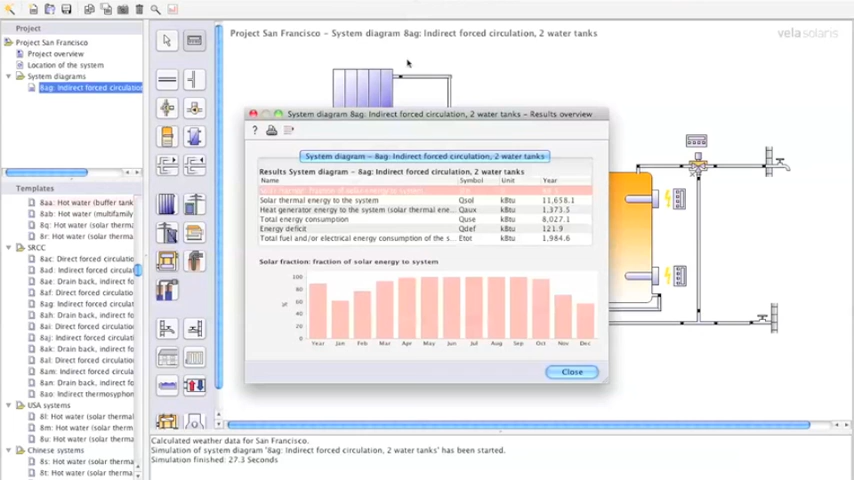 Project
Project San Francisco – System diagram 8ag: Indirect forced circulation, 2 water tanks
velasolaris
Project San Francisco
Project overview
Location of the system
System diagrams
8ag: Indirect forced circulation
System diagram 8ag: Indirect forced circulation, 2 water tanks – Results overview
?
System diagram – 8ag: Indirect forced circulation, 2 water tanks
Results System diagram – 8ag: Indirect forced circulation, 2 water tanks
Name Symbol Unit Year
Solar thermal energy to the system Qsol kBtu 11,658.1
Heat generator energy to the system (solar thermal ene... Qaux kBtu 1,373.5
Total energy consumption Quse kBtu 8,027.1
Energy deficit Qdef kBtu 121.9
Total fuel and/or electrical energy consumption of the s... Etot kBtu 1,984.6
Solar fraction: fraction of solar energy to system
%
100
80
60
40
20
0
Year Jan Feb Mar Apr May Jun Jul Aug Sep Oct Nov Dec
Close
Templates
8aa: Hot water (buffer tank
8ab: Hot water (multifamily
8q: Hot water (solar therma
8r: Hot water (solar therma
SRCC
8ac: Direct forced circulatio
8ad: Indirect forced circula
8ae: Drain back, indirect f
8af: Drain back, indirect fo
8ag: Indirect forced circula
8ah: Drain back, indirect f
8ai: Direct forced circulatio
8aj: Indirect forced circulat
8ak: Drain back, indirect f
8al: Direct forced circulatio
8am: Indirect forced circul
8an: Drain back, indirect f
8ao: Indirect thermosyphon
USA systems
8l: Hot water (solar therma
8m: Hot water (solar therm
8u: Hot water (solar therma
Chinese systems
8s: Hot water (solar therma
8t: Hot water (solar therma
Calculated weather data for San Francisco.
Simulation of system diagram '8ag: Indirect forced circulation, 2 water tanks' has been started.
Simulation finished: 27.3 Seconds